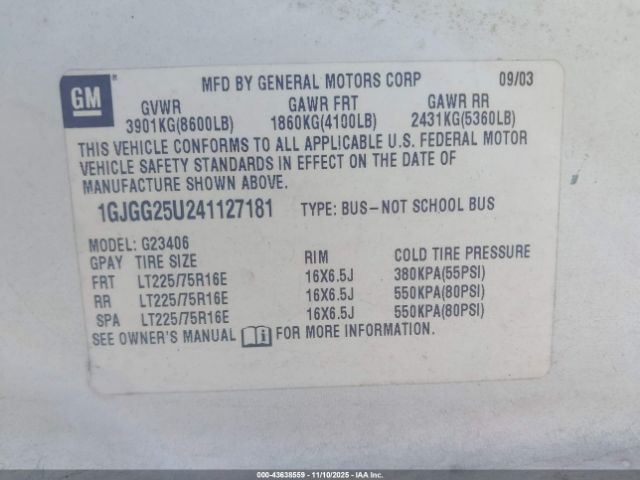 GM
MFD BY GENERAL MOTORS CORP 09/03
GVWR GAWR FRT GAWR RR
3901KG(8600LB) 1860KG(4100LB) 2431KG(5360LB)
THIS VEHICLE CONFORMS TO ALL APPLICABLE U.S. FEDERAL MOTOR
VEHICLE SAFETY STANDARDS IN EFFECT ON THE DATE OF
MANUFACTURE SHOWN ABOVE.
1GJGG25U241127181 TYPE: BUS-NOT SCHOOL BUS
MODEL: G23406
GPAY TIRE SIZE RIM COLD TIRE PRESSURE
FRT LT225/75R16E 16X6.5J 380KPA(55PSI)
RR LT225/75R16E 16X6.5J 550KPA(80PSI)
SPA LT225/75R16E 16X6.5J 550KPA(80PSI)
SEE OWNER'S MANUAL FOR MORE INFORMATION.
000-43638559 - 11/10/2025 - IAAI, Inc.